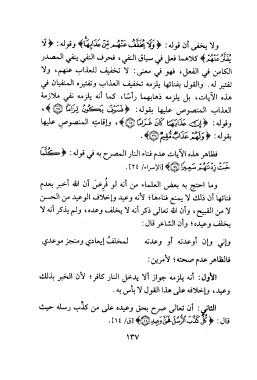 ولا يخفى أن قوله: ﴿ وَلَا يُخَفَّفُ عَنْهُم مِّنْ عَذَابِهَا ﴾ وقوله: ﴿ لَا
يُفَتَّرُ عَنْهُمْ ﴾ كلاهما فعل في سياق النفي، فحرف النفي ينفي المصدر
الكامن في الفعل، فهو في معنى: لا تخفيف للعذاب عنهم، ولا
تفتير له. والقول بفنائها يلزمه تخفيف العذاب وتفتيره المنفيان في
هذه الآيات، بل يلزمه ذهابهما رأسًا، كما أنه يلزمه نفي ملازمة
العذاب المنصوص عليها بقوله: ﴿ فَسَوْفَ يَكُونُ لِزَامًا ﴾،
وقوله: ﴿ إِنَّ عَذَابَهَا كَانَ غَرَامًا ﴾، وإقامته المنصوص عليها
بقوله: ﴿ وَلَهُمْ عَذَابٌ مُّقِيمٌ ﴾.
فظاهر هذه الآيات عدم فناء النار المصرح به في قوله: ﴿ كُلَّمَا
خَبَتْ زِدْنَاهُمْ سَعِيرًا ﴾ [الإسراء/
وما احتج به بعض العلماء من أنه لو فُرضَ أن الله أخبر بعدم
فنائها أن ذلك لا يمنع فناءها؛ لأنه وعيد وإخلاف الوعيد من الحسن
لا من القبيح، وأن الله تعالى ذكر أنه لا يخلف وعده، ولم يذكر أنه لا
يخلف وعيده؛ وأن الشاعر قال:
وإني وإن أوعدته أو وعدته لمخلفُ إيعادي ومنجز موعدي
فالظاهر عدم صحته؛ لأمرين:
الأول: أنه يلزمه جواز ألا يدخل النار كافر؛ لأن الخبر بذلك
وعيد، وإخلافه على هذا القول لا بأس به.
الثاني: أن تعالى صرح بحق وعيده على من كذَّب رسله حيث
قال: ﴿ كُلٌّ كَذَّبَ الرُّسُلَ فَحَقَّ وَعِيدِ ﴾ [ق/ ١٤].
١٣٧